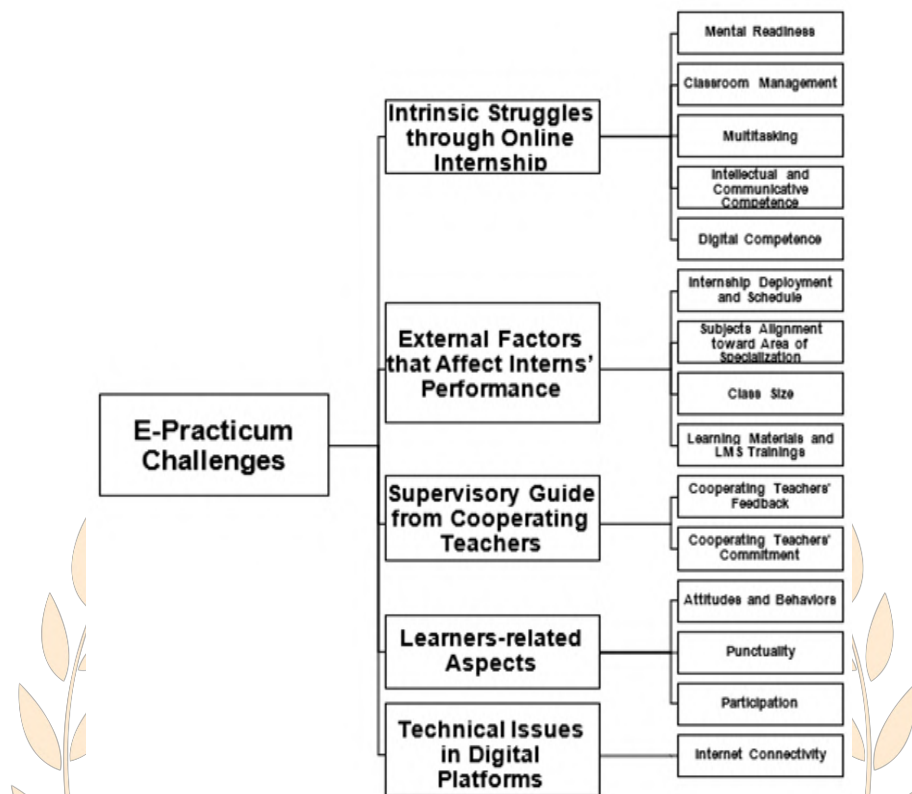 E-Practicum
Challenges
Intrinsic Struggles
through Online
Internship
Mental Readiness
Classroom Management
Multitasking
Intellectual and
Communicative
Competence
Digital Competence
External Factors
that Affect Interns'
Performance
Internship Deployment
and Schedule
Subjects Alignment
toward Area of
Specialization
Class Size
Learning Materials and
LMS Trainings
Supervisory Guide
from Cooperating
Teachers
Cooperating Teachers'
Feedback
Cooperating Teachers'
Commitment
Learners-related
Aspects
Attitudes and Behaviors
Punctuality
Participation
Technical Issues
in Digital
Platforms
Internet Connectivity